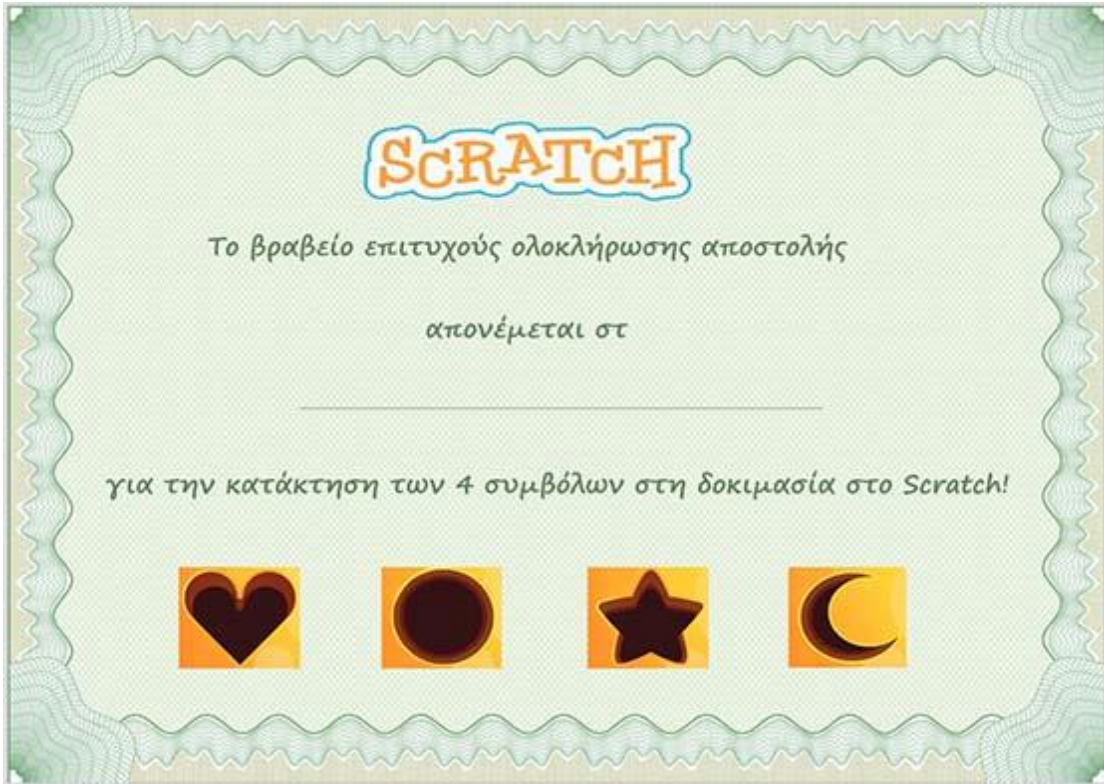 SCRATCH
Το βραβείο επιτυχούς ολοκλήρωσης αποστολής
απονέμεται στ
για την κατάκτηση των 4 συμβόλων στη δοκιμασία στο Scratch!